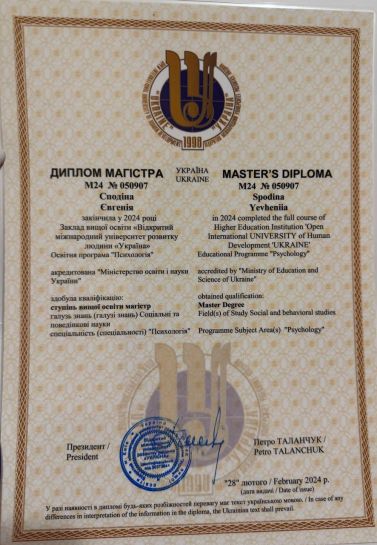 "УКРАЇНА"
1998
ДИПЛОМ МАГІСТРА
М24 № 050907
Сподіна
Євгенія
закінчила у 2024 році
Заклад вищої освіти «Відкритий
міжнародний університет розвитку
людини «Україна»
Освітня програма "Психологія"
акредитована "Міністерство освіти і науки
України"
здобула кваліфікацію:
ступінь вищої освіти магістр
галузь знань (галузі знань) Соціальні та
поведінкові науки
спеціальність (спеціальності) "Психологія"
УКРАЇНА
UKRAINE
MASTER'S DIPLOMA
M24 № 050907
Spodina
Yevheniia
in 2024 completed the full course of
Higher Education Institution 'Open
International UNIVERSITY of Human
Development 'UKRAINE'
Educational Programme "Psychology"
accredited by "Ministry of Education and
Science of Ukraine"
obtained qualification:
Master Degree
Field(s) of Study Social and behavioral studies
Programme Subject Area(s) "Psychology"
Президент /
President
Петро ТАЛАНЧУК /
Petro TALANCHUK
"28" лютого / February 2024 р.
(дата видачі / Date of issue)
У разі наявності в дипломі будь-яких розбіжностей перевагу має текст українською мовою. / In case of any
differences in interpretation of the information in the diploma, the Ukrainian text shall prevail.